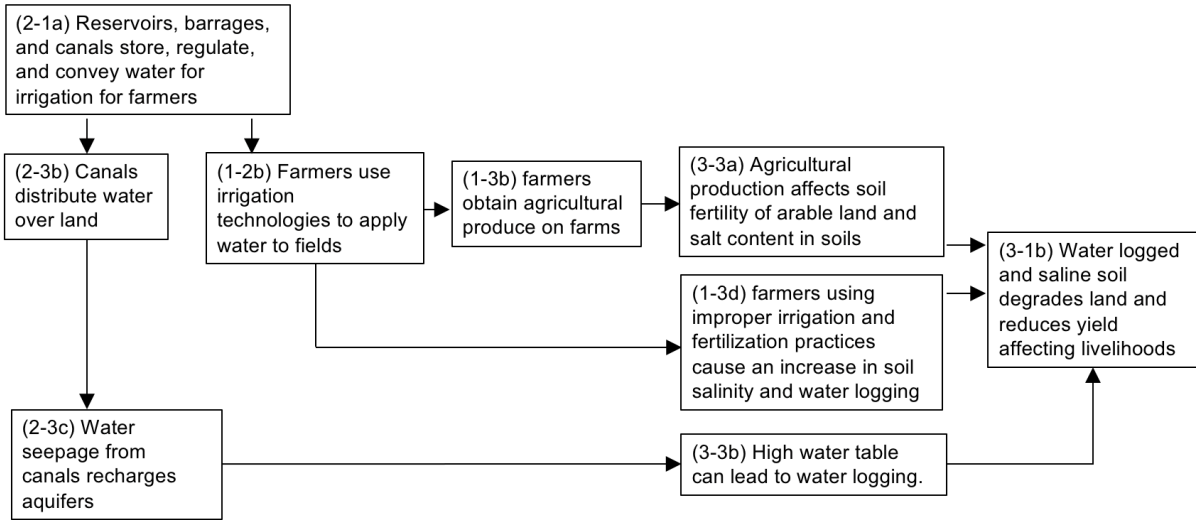 (2-1a) Reservoirs, barrages,
and canals store, regulate,
and convey water for
irrigation for farmers
(2-3b) Canals
distribute water
over land
(1-2b) Farmers use
irrigation
technologies to apply
water to fields
(1-3b) farmers
obtain agricultural
produce on farms
(3-3a) Agricultural
production affects soil
fertility of arable land and
salt content in soils
(3-1b) Water logged
and saline soil
degrades land and
reduces yield
affecting livelihoods
(1-3d) farmers using
improper irrigation and
fertilization practices
cause an increase in soil
salinity and water logging
(2-3c) Water
seepage from
canals recharges
aquifers
(3-3b) High water table
can lead to water logging.